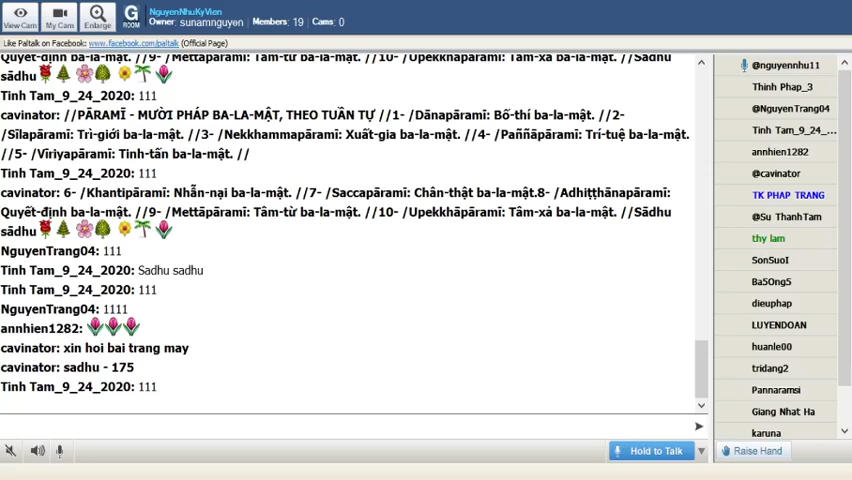 View Cam
My Cam
Enlarge
G
ROOM
NguyenNhuKyVien
Owner: sunamnguyen Members: 19 Cams: 0
Like Paltalk on Facebook: www.facebook.com/paltalk (Official Page)
Quyết-định ba-la-mật. //9- /Mettāpāramī: Tâm-từ ba-la-mật. //10- /Upekkhāpāramī: Tâm-xả ba-la-mật. //Sādhu
sādhu
Tinh Tam_9_24_2020: 111
cavinator: //PĀRAMĪ - MƯỜI PHÁP BA-LA-MẬT, THEO TUẦN TỰ //1- /Dānapāramī: Bố-thí ba-la-mật. //2-
/Sīlapāramī: Trì-giới ba-la-mật. //3- /Nekkhammapāramī: Xuất-gia ba-la-mật. //4- /Paññāpāramī: Trí-tuệ ba-la-mật.
//5- /Vīriyapāramī: Tinh-tấn ba-la-mật. //
Tinh Tam_9_24_2020: 111
cavinator: 6- /Khantipāramī: Nhẫn-nại ba-la-mật. //7- /Saccapāramī: Chân-thật ba-la-mật.8- /Adhiṭṭhānapāramī:
Quyết-định ba-la-mật. //9- /Mettāpāramī: Tâm-từ ba-la-mật. //10- /Upekkhāpāramī: Tâm-xả ba-la-mật. //Sādhu
sādhu
NguyenTrang04: 111
Tinh Tam_9_24_2020: Sadhu sadhu
Tinh Tam_9_24_2020: 111
NguyenTrang04: 1111
annhien1282:
cavinator: xin hoi bai trang may
cavinator: sadhu - 175
Tinh Tam_9_24_2020: 111
Hold to Talk
@nguyennhu11
Thinh Phap_3
@NguyenTrang04
Tinh Tam_9_24_...
annhien1282
@cavinator
TK PHAP TRANG
@Su ThanhTam
thy lam
SonSuoI
Ba5Ong5
dieuphap
LUYENDOAN
huanle00
tridang2
Pannaramsi
Giang Nhat Ha
karuna
Raise Hand